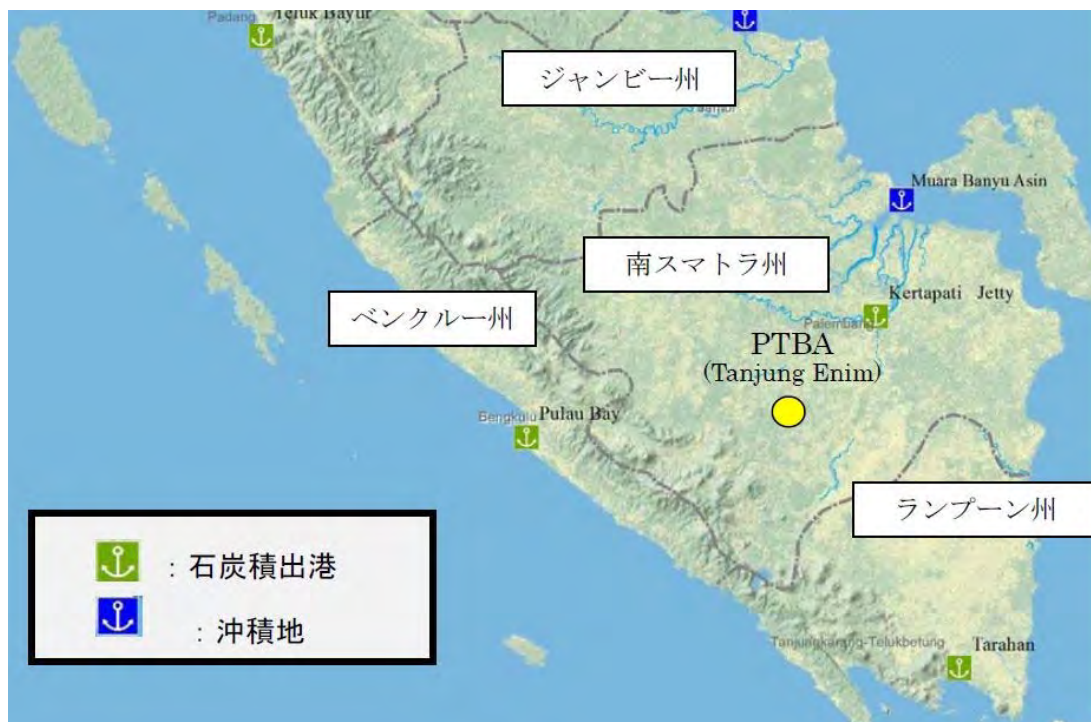 Padang
Teluk Bayur
ジャンビー州
Muara Banyu Asin
南スマトラ州
Kertapati Jetty
ベンクルー州
Palembang
PTBA
(Tanjung Enim)
Bengkulu Pulau Bay
ランプーン州
: 石炭積出港
: 沖積地
Tanjungkarang-Telukbetung
Tarahan